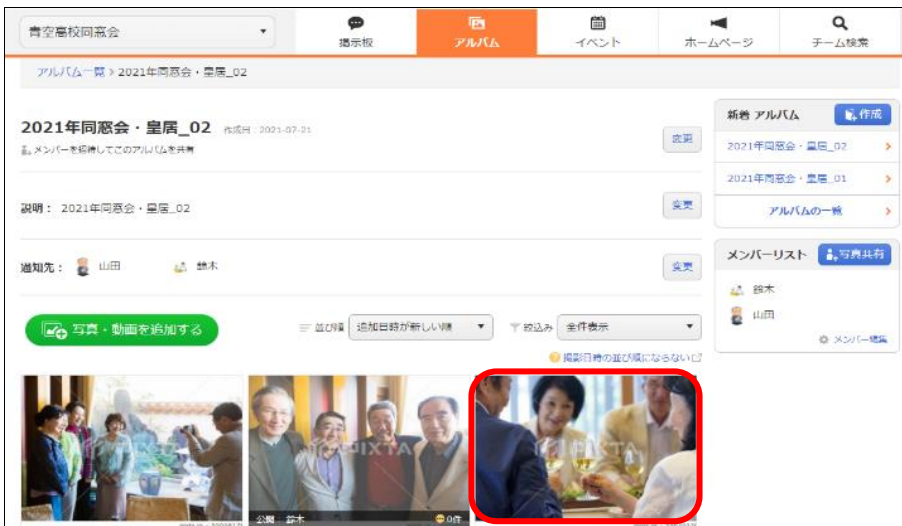 青空高校同窓会
掲示板
アルバム
イベント
ホームページ
チーム検索
アルバム一覧 > 2021年同窓会・皇居_02
2021年同窓会・皇居_02 作成日:2021-07-21
メンバーを招待してこのアルバムを共有
変更
説明: 2021年同窓会・皇居_02
変更
通知先: 山田 鈴木
変更
写真・動画を追加する
並び順 追加日時が新しい順
絞込み 全件表示
撮影日時の並び順にならない
公開 鈴木 0件
新着 アルバム 作成
2021年同窓会・皇居_02
2021年同窓会・皇居_01
アルバムの一覧
メンバーリスト 写真共有
鈴木
山田
メンバー編集
PIXTA